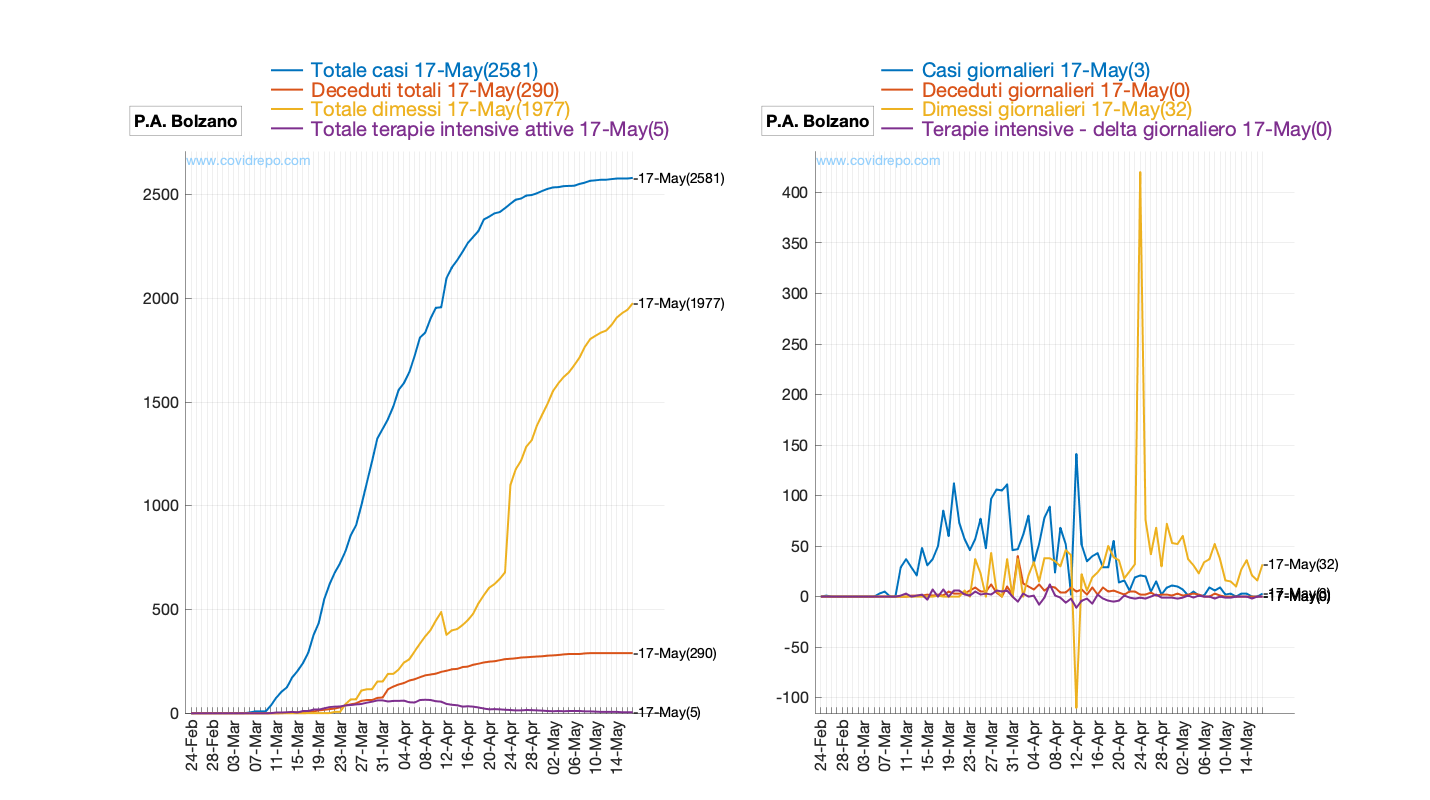 Totale casi 17-May(2581)
Deceduti totali 17-May(290)
Totale dimessi 17-May(1977)
Totale terapie intensive attive 17-May(5)
P.A. Bolzano
www.covidrepo.com
2500
2000
1500
1000
500
0
-17-May(2581)
-17-May(1977)
-17-May(290)
-17-May(5)
24-Feb
28-Feb
03-Mar
07-Mar
11-Mar
15-Mar
19-Mar
23-Mar
27-Mar
31-Mar
04-Apr
08-Apr
12-Apr
16-Apr
20-Apr
24-Apr
28-Apr
02-May
06-May
10-May
14-May
Casi giornalieri 17-May(3)
Deceduti giornalieri 17-May(0)
Dimessi giornalieri 17-May(32)
Terapie intensive - delta giornaliero 17-May(0)
P.A. Bolzano
www.covidrepo.com
400
350
300
250
200
150
100
50
0
-50
-100
-17-May(32)
-17-May(0)
24-Feb
28-Feb
03-Mar
07-Mar
11-Mar
15-Mar
19-Mar
23-Mar
27-Mar
31-Mar
04-Apr
08-Apr
12-Apr
16-Apr
20-Apr
24-Apr
28-Apr
02-May
06-May
10-May
14-May